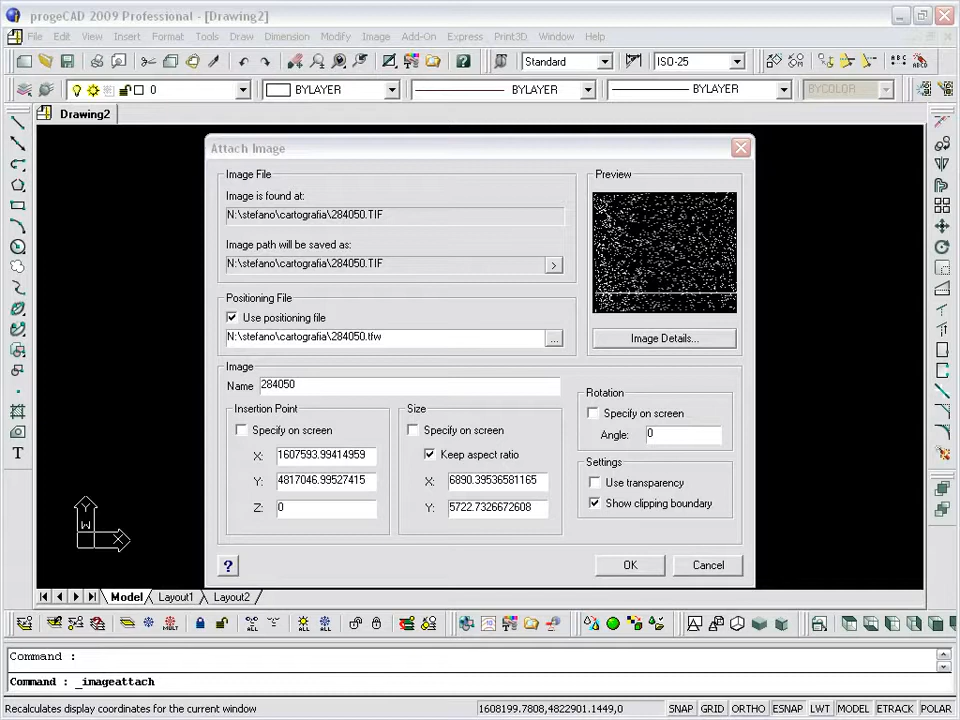 progeCAD 2009 Professional - [Drawing2]
File Edit View Insert Format Tools Draw Dimension Modify Image Add-On Express Print3D Window Help
Standard ISO-25
0 BYLAYER BYLAYER BYLAYER BYCOLOR
Drawing2
Attach Image
Image File
Image is found at:
N:\stefano\cartografia\284050.TIF
Image path will be saved as:
N:\stefano\cartografia\284050.TIF
>
Positioning File
Use positioning file
N:\stefano\cartografia\284050.tfw
...
Preview
Image Details...
Image
Name 284050
Insertion Point
Specify on screen
X: 1607593.99414959
Y: 4817046.99527415
Z: 0
Size
Specify on screen
Keep aspect ratio
X: 6890.39536581165
Y: 5722.7326672608
Rotation
Specify on screen
Angle: 0
Settings
Use transparency
Show clipping boundary
?
OK Cancel
Y
W
X
Model Layout1 Layout2
Command :
Command : _imageattach
Recalculates display coordinates for the current window 1608199.7808,4822901.1449,0 SNAP GRID ORTHO ESNAP LWT MODEL ETRACK POLAR